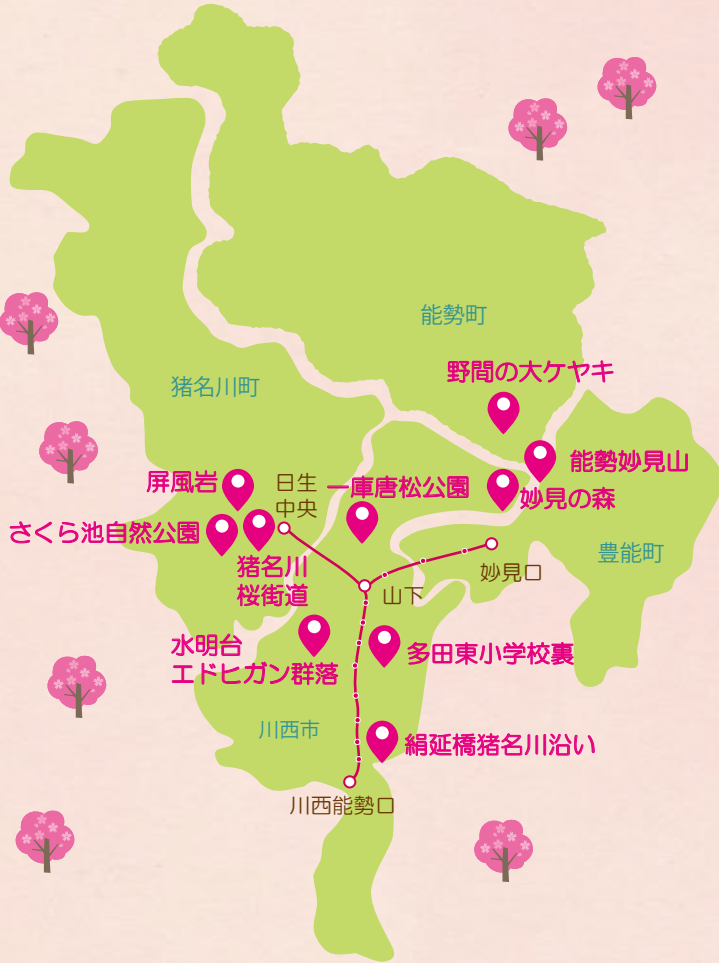 能勢町
野間の大ケヤキ
猪名川町
能勢妙見山
屏風岩
日生
中央
一庫唐松公園
妙見の森
さくら池自然公園
豊能町
猪名川
桜街道
妙見口
山下
水明台
エドヒガン群落
多田東小学校裏
川西市
絹延橋猪名川沿い
川西能勢口